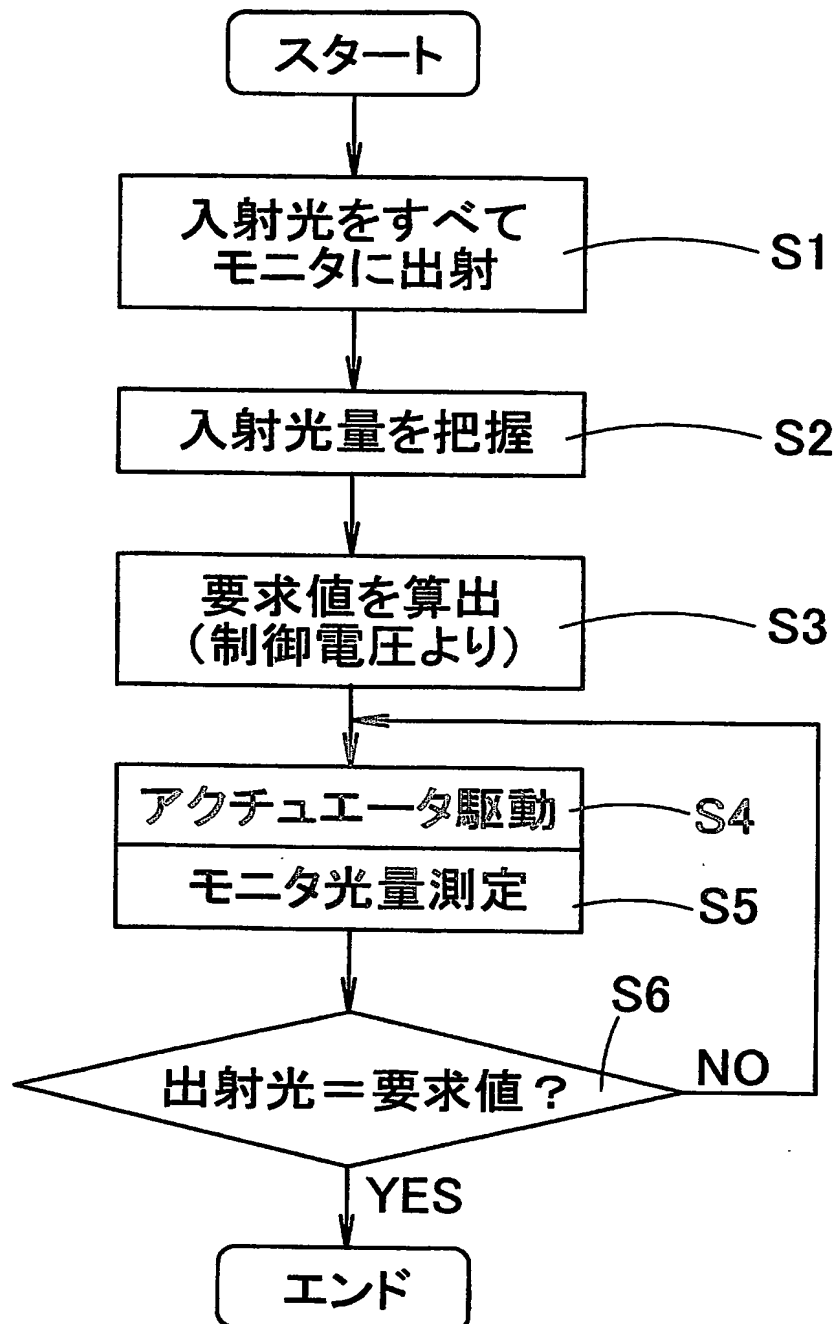 スタート
入射光をすべて
モニタに出射
S1
入射光量を把握
S2
要求値を算出
(制御電圧より)
S3
アクチュエータ駆動
S4
モニタ光量測定
S5
S6
出射光=要求値?
NO
YES
エンド